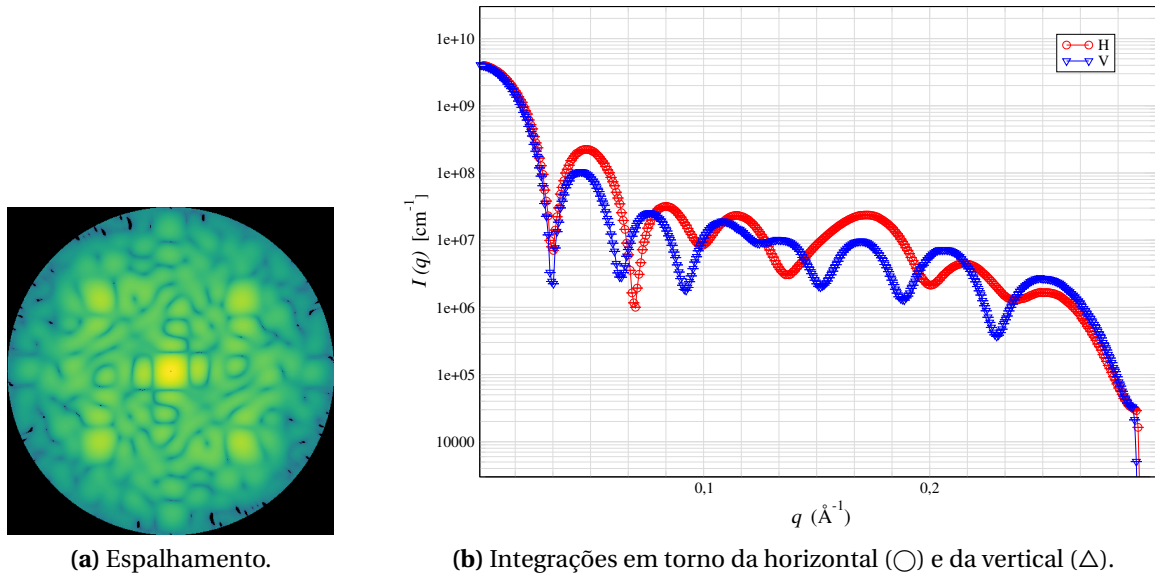 1e+10
1e+09
1e+08
1e+07
1e+06
1e+05
10000
I (q) [cm⁻¹]
H
V
0,1
0,2
q (Å⁻¹)
(a) Espalhamento.
(b) Integrações em torno da horizontal (◯) e da vertical (△).